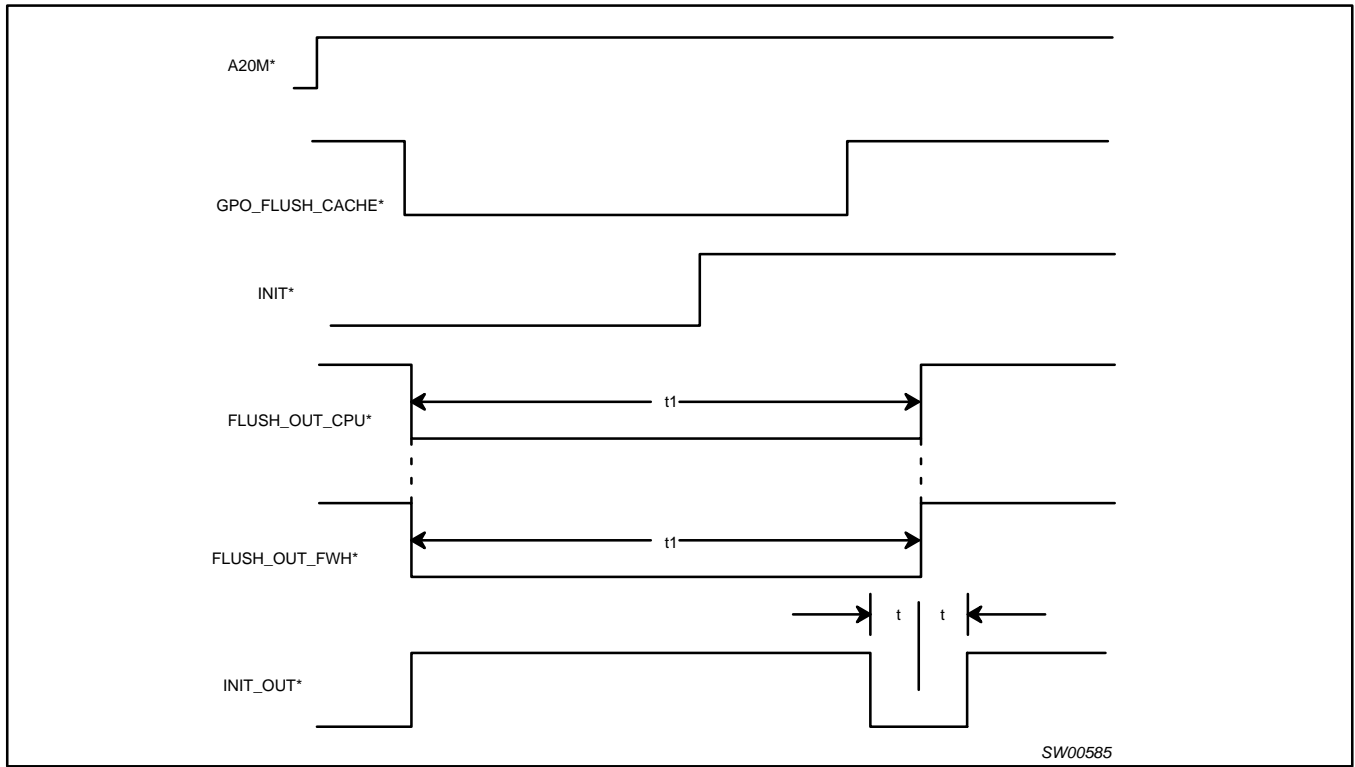 A20M*
GPO_FLUSH_CACHE*
INIT*
t1
FLUSH_OUT_CPU*
t1
FLUSH_OUT_FWH*
t t
INIT_OUT*
SW00585